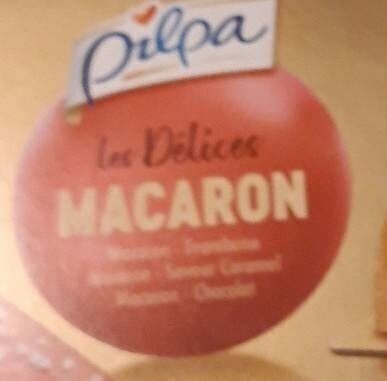 pilpa
les Délices
MACARON
Macaron Framboise
Macaron Saveur Caramel
Macaron Chocolat